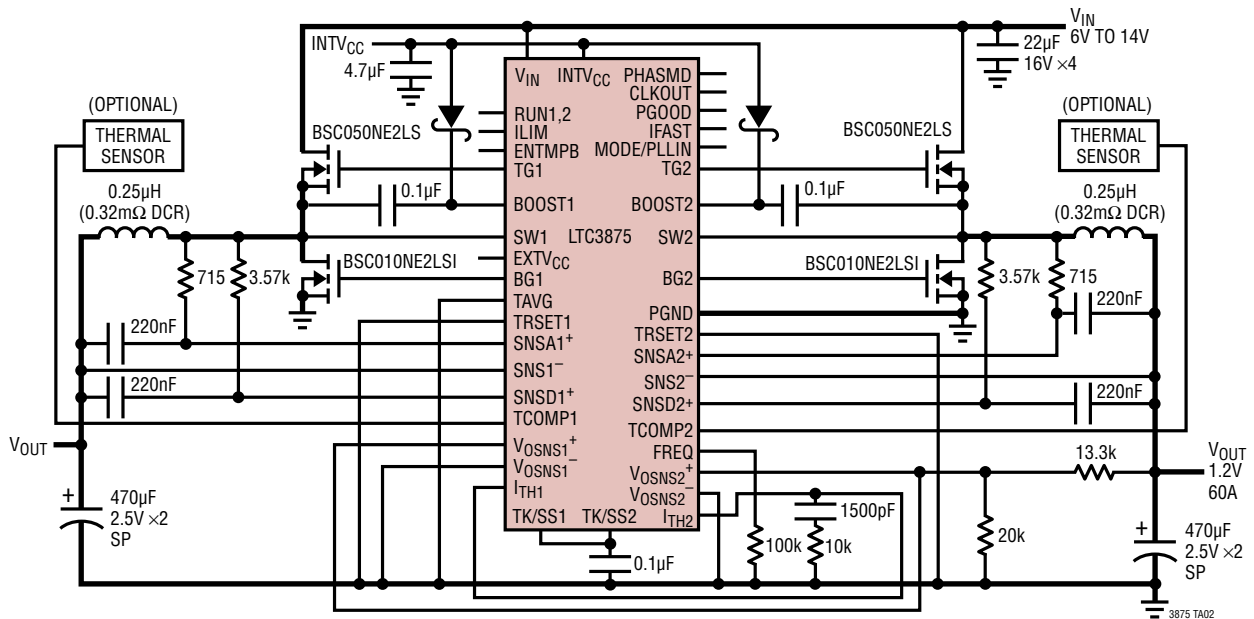 V_IN
6V TO 14V
INTV_CC
4.7µF
22µF
16V ×4
V_IN
INTV_CC
PHASMD
CLKOUT
PGOOD
IFAST
MODE/PLLIN
RUN1,2
ILIM
ENTMPB
TG1
TG2
(OPTIONAL)
THERMAL
SENSOR
BSC050NE2LS
BSC050NE2LS
(OPTIONAL)
THERMAL
SENSOR
0.1µF
BOOST1
BOOST2
0.1µF
0.25µH
(0.32mΩ DCR)
0.25µH
(0.32mΩ DCR)
SW1
LTC3875
SW2
EXTV_CC
BSC010NE2LSI
BSC010NE2LSI
BG1
BG2
715
3.57k
3.57k
715
TAVG
PGND
220nF
220nF
TRSET1
TRSET2
SNSA1+
SNSA2+
SNS1−
SNS2−
220nF
220nF
SNSD1+
SNSD2+
TCOMP1
TCOMP2
V_OUT
FREQ
V_OSNS1+
V_OSNS2+
13.3k
V_OUT
1.2V
60A
V_OSNS1−
V_OSNS2−
I_TH1
I_TH2
TK/SS1
TK/SS2
+
470µF
2.5V ×2
SP
0.1µF
100k
1500pF
10k
20k
+
470µF
2.5V ×2
SP
3875 TA02